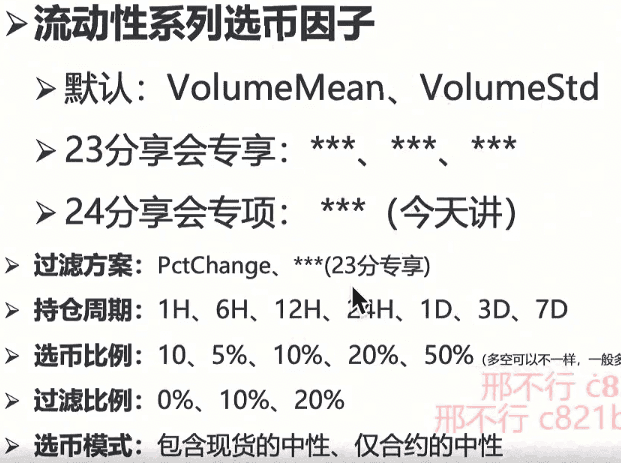 ➢流动性系列选币因子
➢默认：VolumeMean、VolumeStd
➢23分享会专享：***、***、***
➢24分享会专项： ***（今天讲）
➢ 过滤方案：PctChange、***(23分专享)
➢ 持仓周期：1H、6H、12H、24H、1D、3D、7D
➢ 选币比例：10、5%、10%、20%、50%（多空可以不一样，一般多
邢不行 c8
➢ 过滤比例：0%、10%、20%
邢不行 c821b
➢ 选币模式：包含现货的中性、仅合约的中性